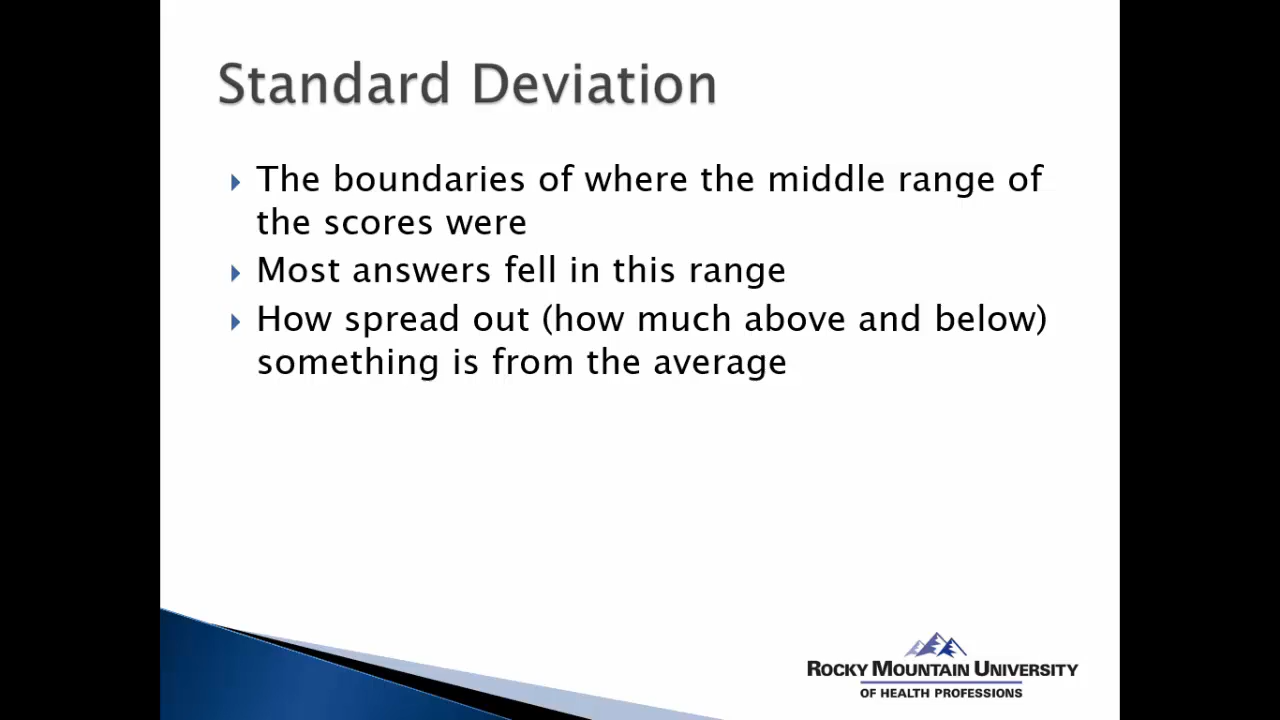 Standard Deviation
The boundaries of where the middle range of
the scores were
Most answers fell in this range
How spread out (how much above and below)
something is from the average
ROCKY MOUNTAIN UNIVERSITY
OF HEALTH PROFESSIONS